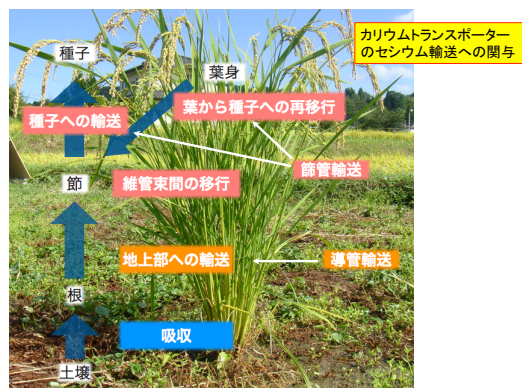 カリウムトランスポーター
のセシウム輸送への関与
種子
葉身
葉から種子への再移行
種子への輸送
篩管輸送
節
維管束間の移行
地上部への輸送
導管輸送
根
吸収
土壌